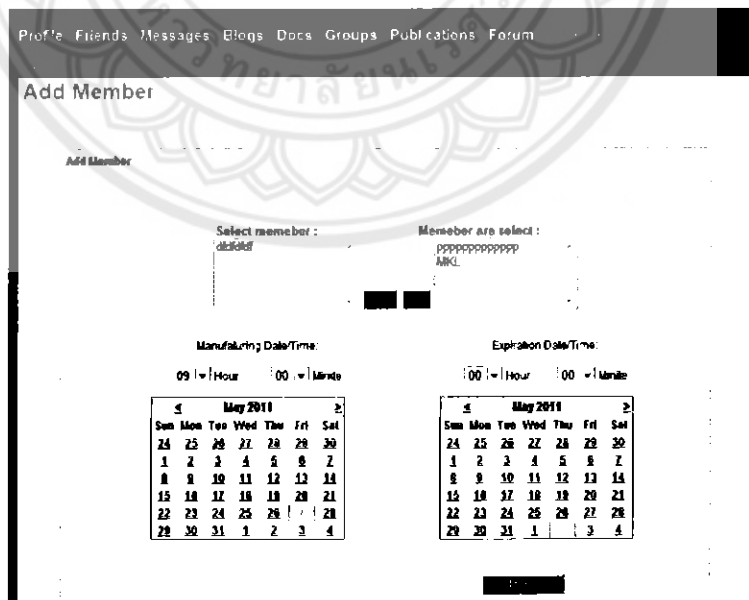 Profile Friends Messages Blogs Docs Groups Publications Forum
Add Member
Add Member
Select memeber : Memeber are select :
dfdfdfdf ppppppppppppp
MKL
Manufaturing Date/Time: Expiration Date/Time:
09 Hour 00 Minite 00 Hour 00 Minite
< May 2011 > < May 2011 >
Sun Mon Tue Wed Thu Fri Sat Sun Mon Tue Wed Thu Fri Sat
24 25 26 27 28 29 30 24 25 26 27 28 29 30
1 2 3 4 5 6 7 1 2 3 4 5 6 7
8 9 10 11 12 13 14 8 9 10 11 12 13 14
15 16 17 18 19 20 21 15 16 17 18 19 20 21
22 23 24 25 26 28 22 23 24 25 26 27 28
29 30 31 1 2 3 4 29 30 31 1 3 4